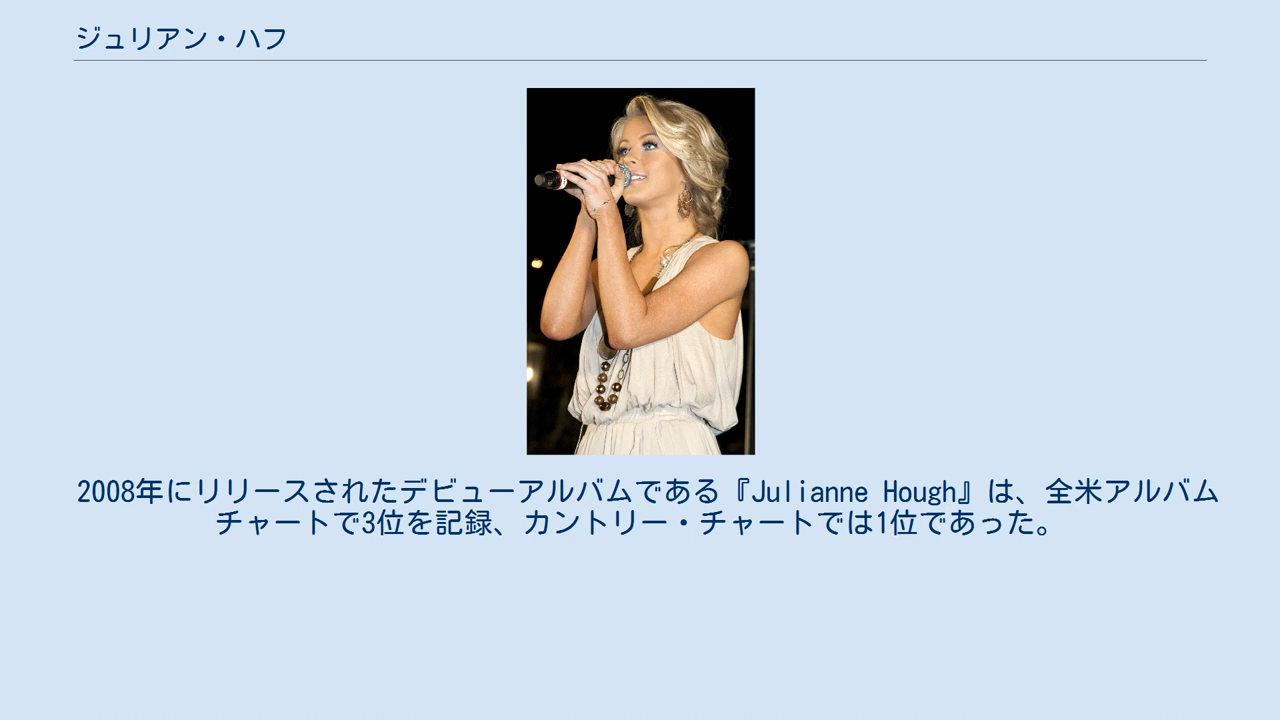 ジュリアン・ハフ
2008年にリリースされたデビューアルバムである『Julianne Hough』は、全米アルバム
チャートで3位を記録、カントリー・チャートでは1位であった。